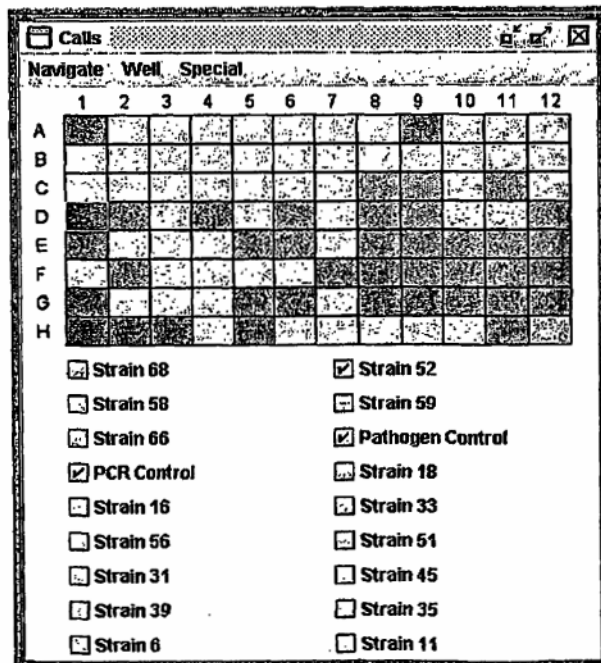 Calls
Navigate Well Special
1 2 3 4 5 6 7 8 9 10 11 12
A
B
C
D
E
F
G
H
Strain 68 Strain 52
Strain 58 Strain 59
Strain 66 Pathogen Control
PCR Control Strain 18
Strain 16 Strain 33
Strain 56 Strain 51
Strain 31 Strain 45
Strain 39 Strain 35
Strain 6 Strain 11